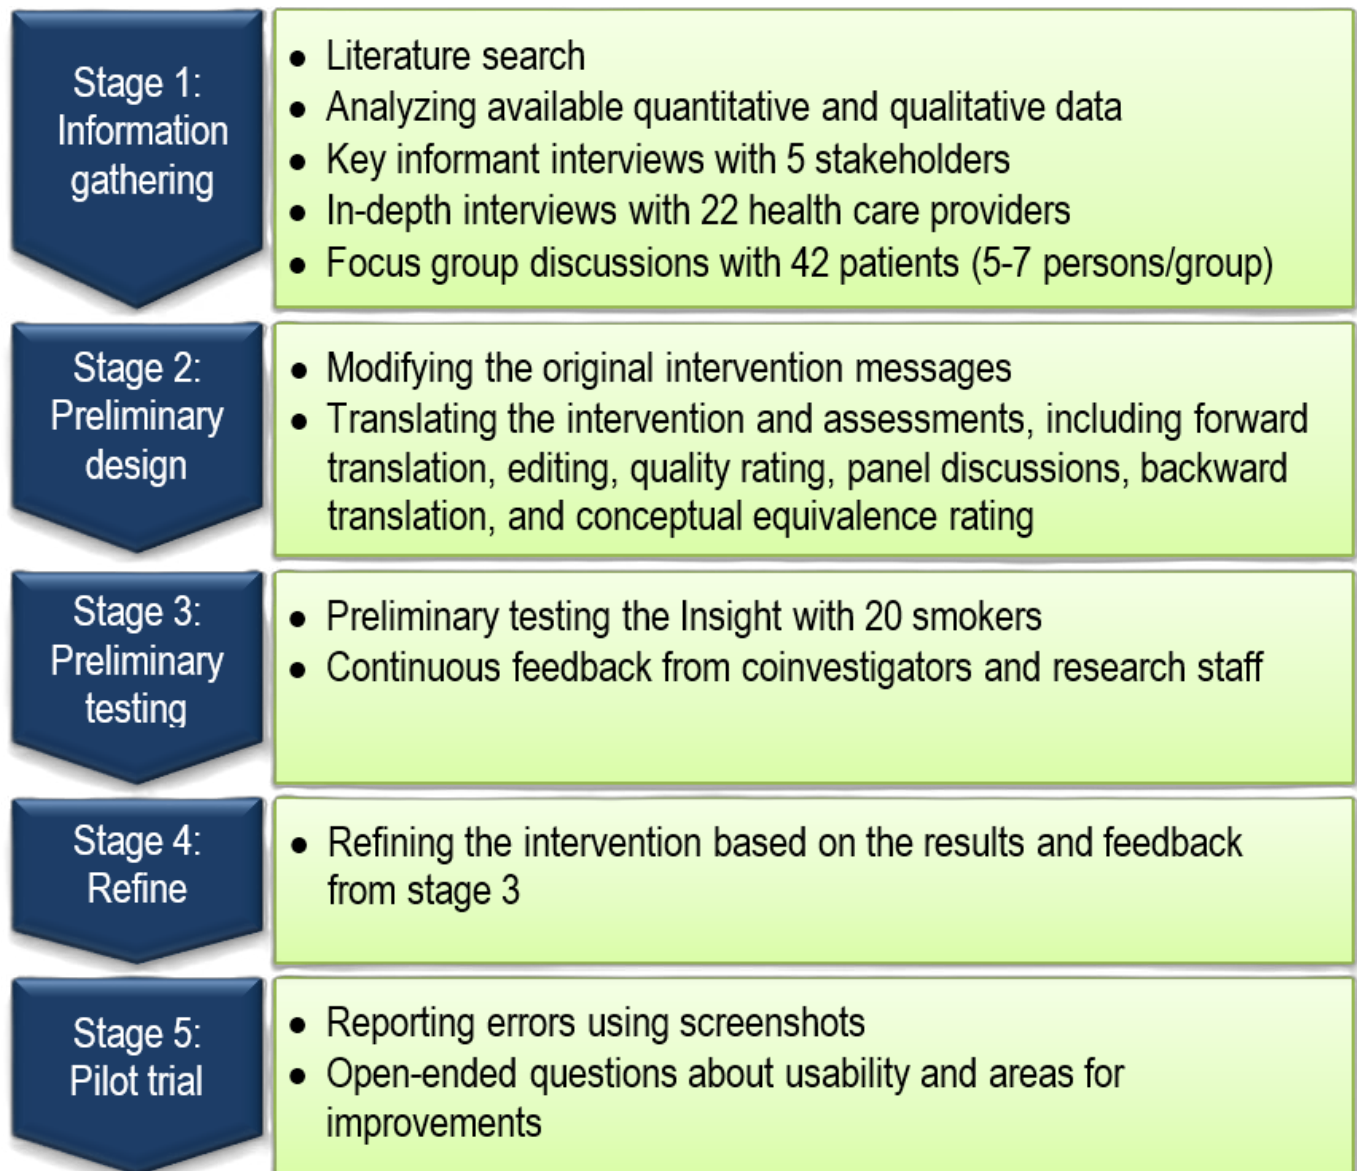 Stage 1:
Information
gathering
● Literature search
● Analyzing available quantitative and qualitative data
● Key informant interviews with 5 stakeholders
● In-depth interviews with 22 health care providers
● Focus group discussions with 42 patients (5-7 persons/group)
Stage 2:
Preliminary
design
● Modifying the original intervention messages
● Translating the intervention and assessments, including forward
translation, editing, quality rating, panel discussions, backward
translation, and conceptual equivalence rating
Stage 3:
Preliminary
testing
● Preliminary testing the Insight with 20 smokers
● Continuous feedback from coinvestigators and research staff
Stage 4:
Refine
● Refining the intervention based on the results and feedback
from stage 3
Stage 5:
Pilot trial
● Reporting errors using screenshots
● Open-ended questions about usability and areas for
improvements